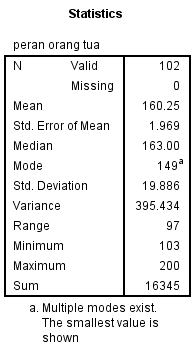 Statistics
peran orang tua
N Valid 102
Missing 0
Mean 160.25
Std. Error of Mean 1.969
Median 163.00
Mode 149a
Std. Deviation 19.886
Variance 395.434
Range 97
Minimum 103
Maximum 200
Sum 16345
a. Multiple modes exist.
The smallest value is
shown